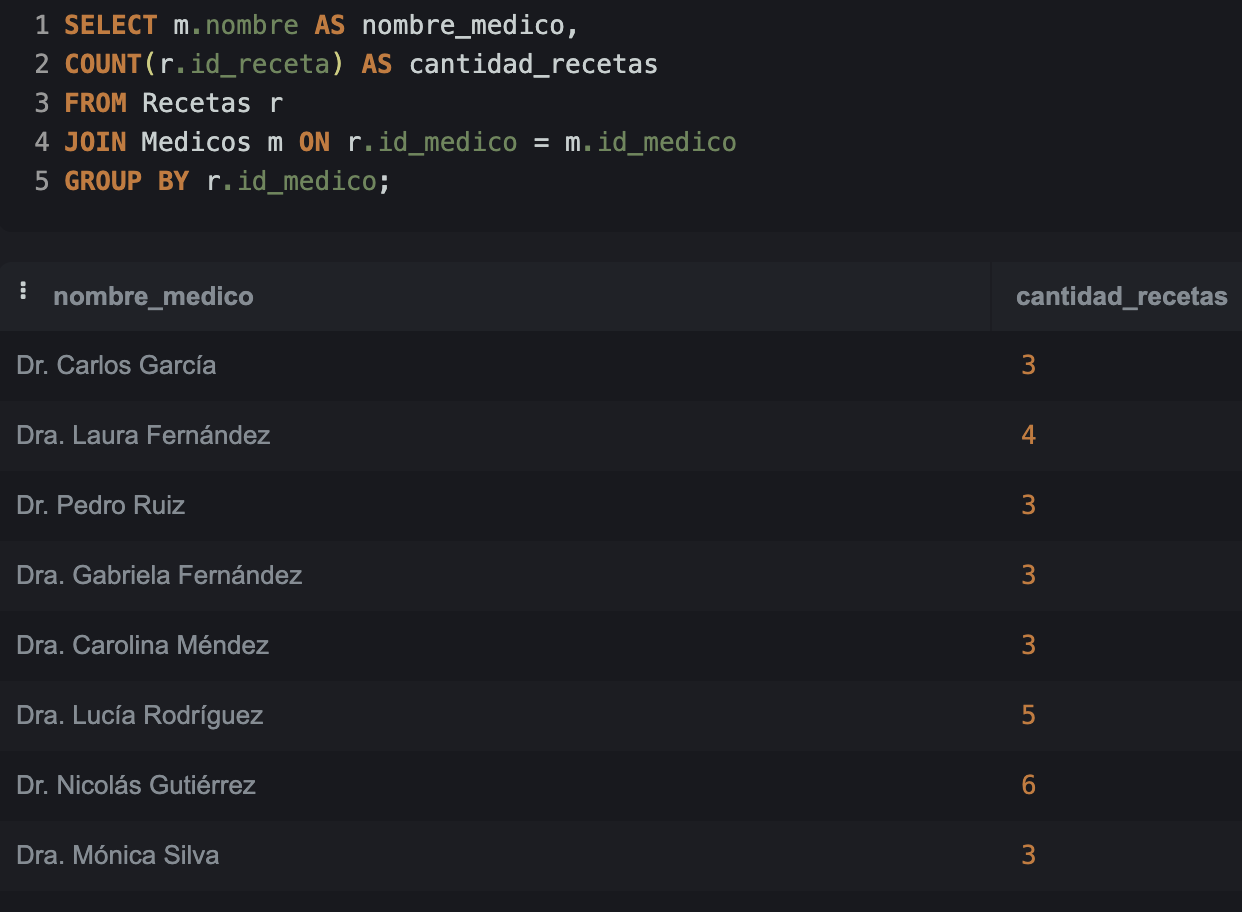 1 SELECT m.nombre AS nombre_medico,
2 COUNT(r.id_receta) AS cantidad_recetas
3 FROM Recetas r
4 JOIN Medicos m ON r.id_medico = m.id_medico
5 GROUP BY r.id_medico;
nombre_medico cantidad_recetas
Dr. Carlos García 3
Dra. Laura Fernández 4
Dr. Pedro Ruiz 3
Dra. Gabriela Fernández 3
Dra. Carolina Méndez 3
Dra. Lucía Rodríguez 5
Dr. Nicolás Gutiérrez 6
Dra. Mónica Silva 3